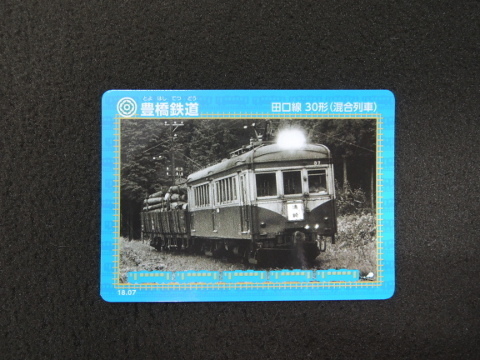 とよ はし てつ どう
豊橋鉄道
田口線 30形(混合列車)
18.07